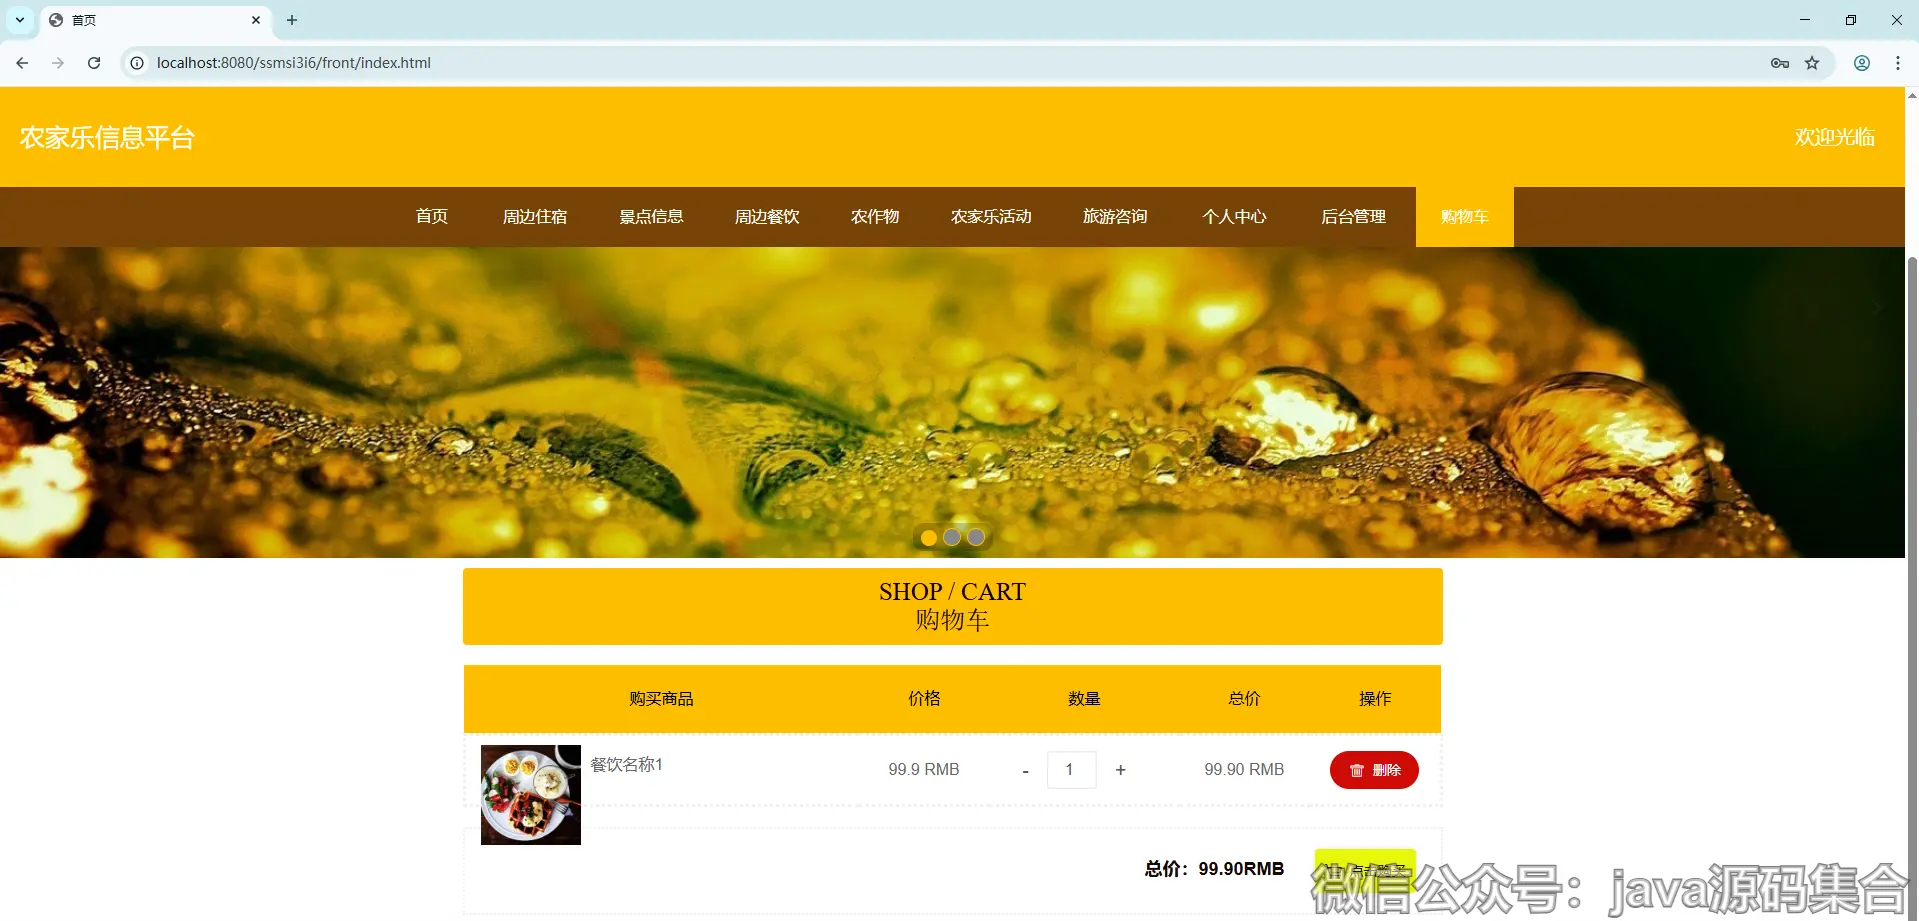 首页
localhost:8080/ssmsi3i6/front/index.html
农家乐信息平台
欢迎光临
首页 周边住宿 景点信息 周边餐饮 农作物 农家乐活动 旅游咨询 个人中心 后台管理 购物车
SHOP / CART
购物车
购买商品 价格 数量 总价 操作
餐饮名称1 99.9 RMB - 1 + 99.90 RMB 删除
总价：99.90RMB 点击购买
微信公众号：java源码集合